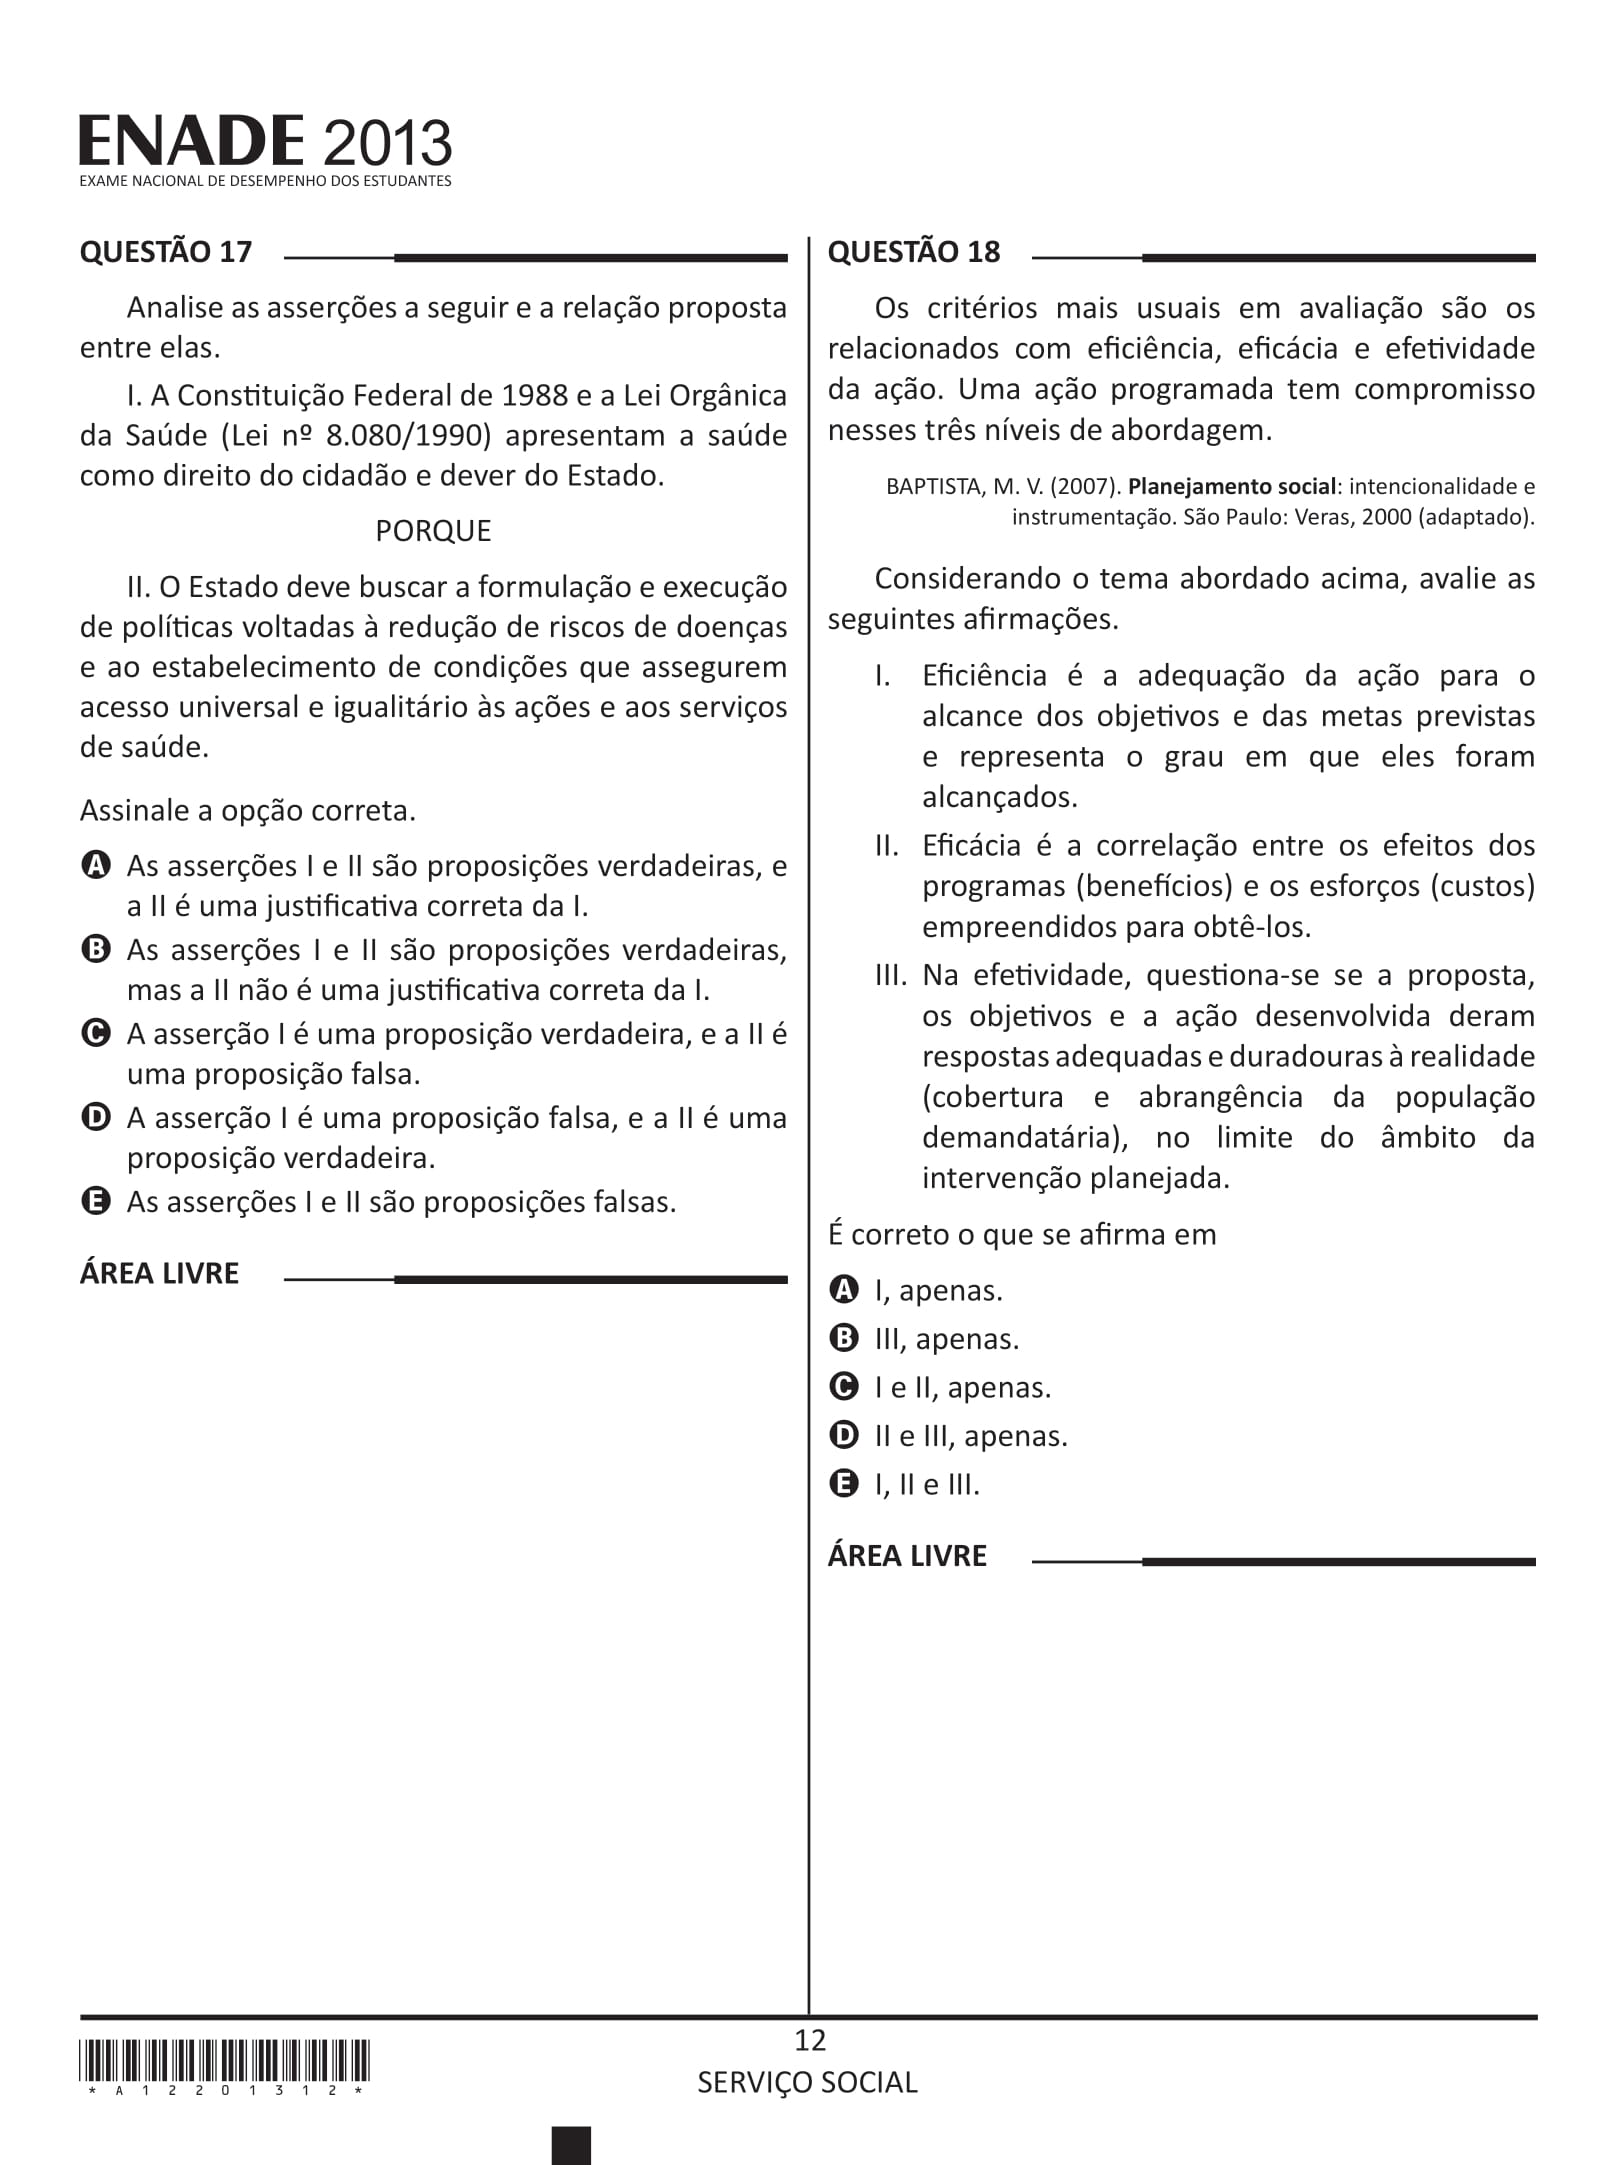 ENADE 2013
EXAME NACIONAL DE DESEMPENHO DOS ESTUDANTES
QUESTÃO 17
Analise as asserções a seguir e a relação proposta
entre elas.
I. A Constituição Federal de 1988 e a Lei Orgânica
da Saúde (Lei nº 8.080/1990) apresentam a saúde
como direito do cidadão e dever do Estado.
PORQUE
II. O Estado deve buscar a formulação e execução
de políticas voltadas à redução de riscos de doenças
e ao estabelecimento de condições que assegurem
acesso universal e igualitário às ações e aos serviços
de saúde.
Assinale a opção correta.
A As asserções I e II são proposições verdadeiras, e
a II é uma justificativa correta da I.
B As asserções I e II são proposições verdadeiras,
mas a II não é uma justificativa correta da I.
C A asserção I é uma proposição verdadeira, e a II é
uma proposição falsa.
D A asserção I é uma proposição falsa, e a II é uma
proposição verdadeira.
E As asserções I e II são proposições falsas.
ÁREA LIVRE
QUESTÃO 18
Os critérios mais usuais em avaliação são os
relacionados com eficiência, eficácia e efetividade
da ação. Uma ação programada tem compromisso
nesses três níveis de abordagem.
BAPTISTA, M. V. (2007). Planejamento social: intencionalidade e
instrumentação. São Paulo: Veras, 2000 (adaptado).
Considerando o tema abordado acima, avalie as
seguintes afirmações.
I. Eficiência é a adequação da ação para o
alcance dos objetivos e das metas previstas
e representa o grau em que eles foram
alcançados.
II. Eficácia é a correlação entre os efeitos dos
programas (benefícios) e os esforços (custos)
empreendidos para obtê-los.
III. Na efetividade, questiona-se se a proposta,
os objetivos e a ação desenvolvida deram
respostas adequadas e duradouras à realidade
(cobertura e abrangência da população
demandatária), no limite do âmbito da
intervenção planejada.
É correto o que se afirma em
A I, apenas.
B III, apenas.
C I e II, apenas.
D II e III, apenas.
E I, II e III.
ÁREA LIVRE
12
SERVIÇO SOCIAL
* A 1 2 2 0 1 3 1 2 *